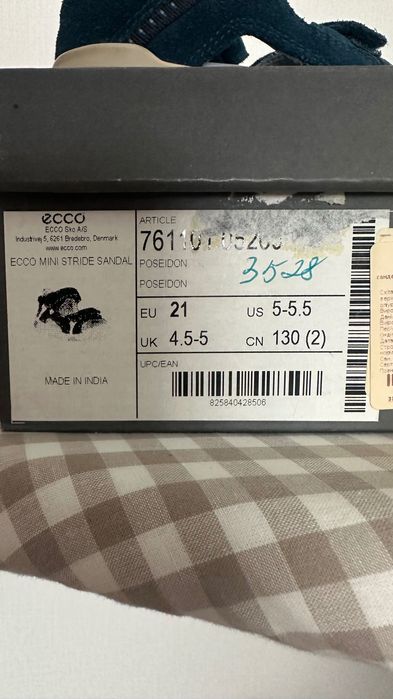 ecco
ECCO Sko A/S
Industrivej 5, 6261 Bredebro, Denmark
www.ecco.com
ECCO MINI STRIDE SANDAL
MADE IN INDIA
ARTICLE
POSEIDON
POSEIDON
3528
EU 21 US 5-5.5
UK 4.5-5 CN 130 (2)
UPC/EAN
825840428506